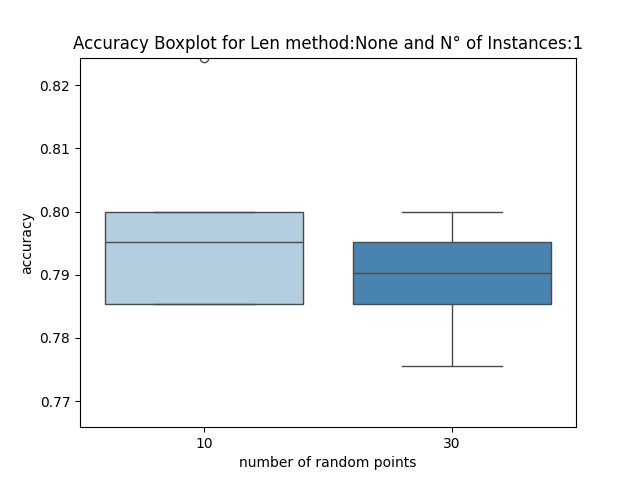 Accuracy Boxplot for Len method:None and N° of Instances:1
0.82
0.81
0.80
0.79
0.78
0.77
accuracy
10 30
number of random points